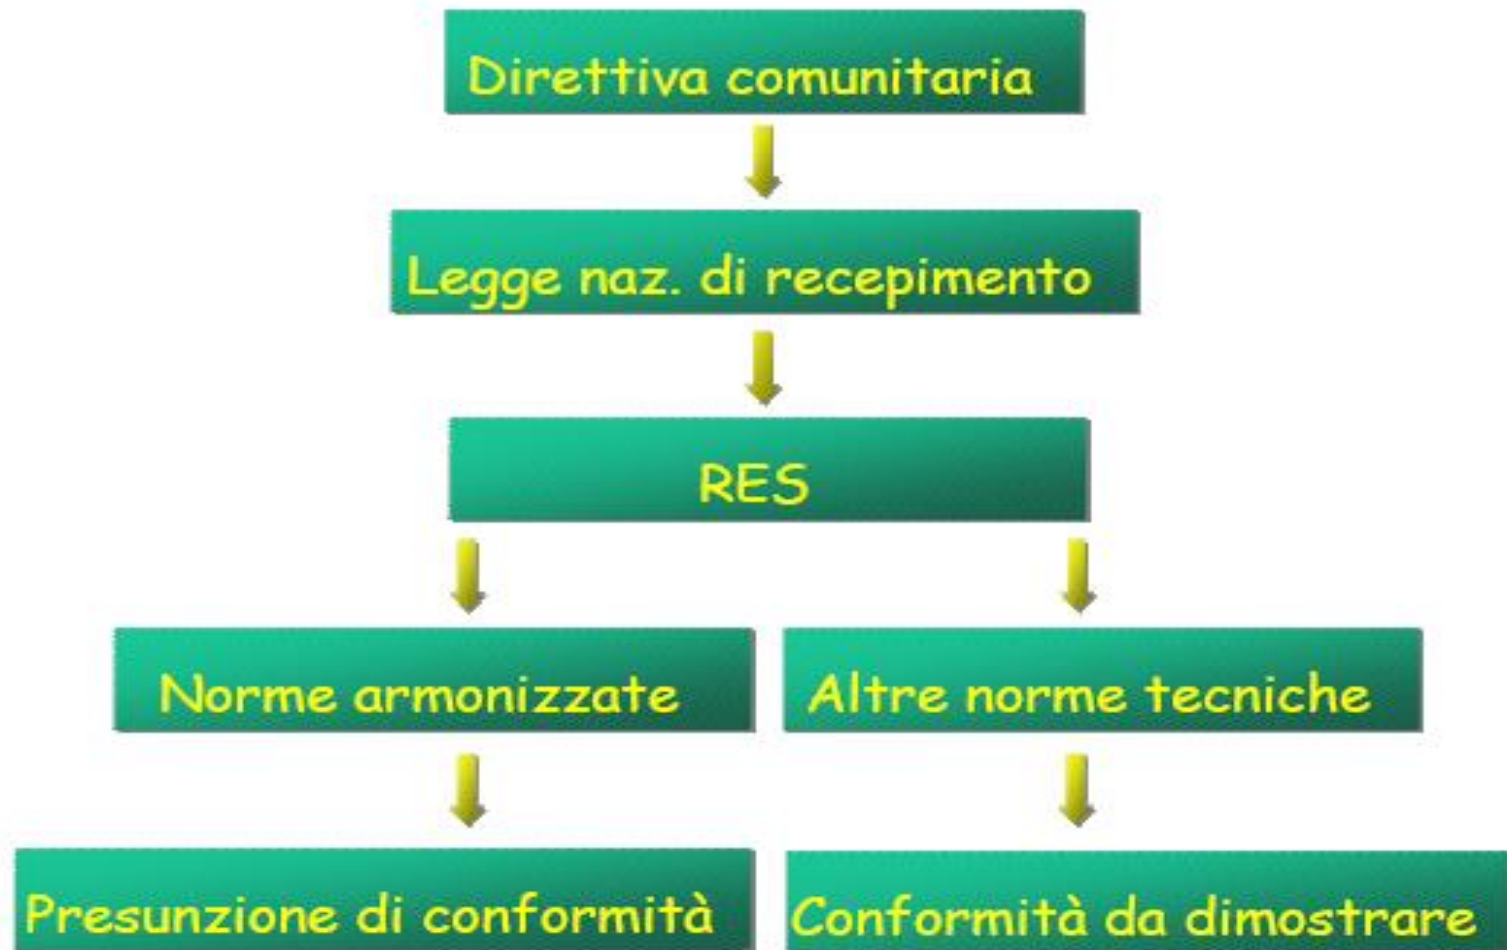 Direttiva comunitaria
Legge naz. di recepimento
RES
Norme armonizzate
Altre norme tecniche
Presunzione di conformità
Conformità da dimostrare